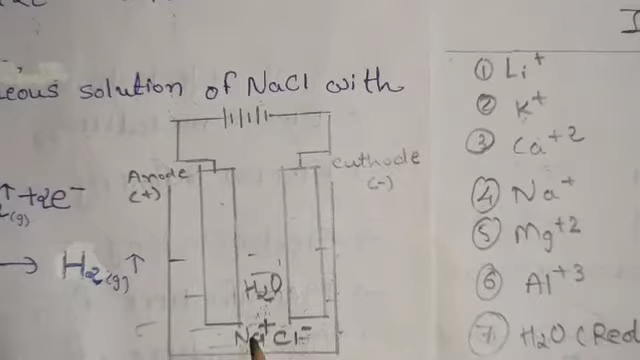 eous solution of NaCl with
Anode
(+)
Cathode
(-)
(g) +2e⁻
→ H₂(g)↑
H₂O
Na⁺Cl⁻
① Li⁺
② K⁺
③ Ca⁺²
④ Na⁺
⑤ Mg⁺²
⑥ Al⁺³
⑦ H₂O (Red